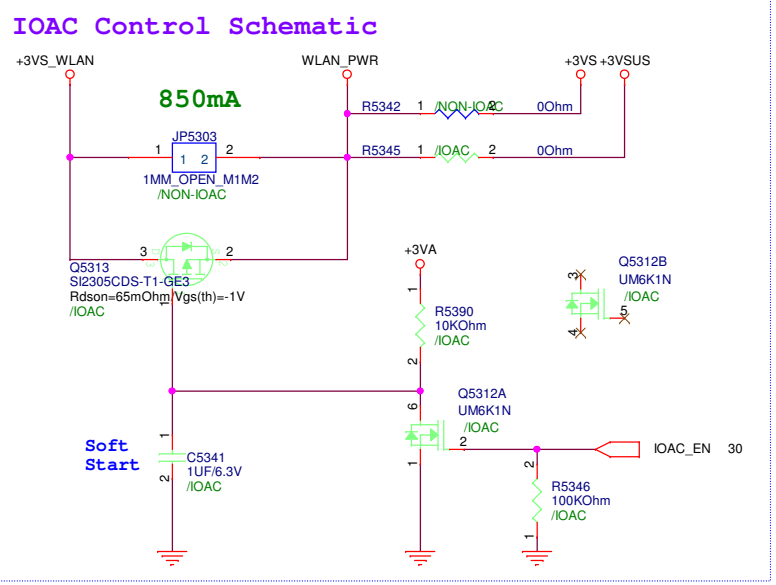 IOAC Control Schematic
+3VS_WLAN
WLAN_PWR
+3VS +3VSUS
850mA
R5342 1 /NON-IOAC 2 0Ohm
JP5303
1 1 2 2
R5345 1 /IOAC 2 0Ohm
1MM_OPEN_M1M2
/NON-IOAC
3 2
Q5313
SI2305CDS-T1-GE3
Rdson=65mOhm/Vgs(th)=-1V
/IOAC
1
+3VA
1
R5390
10KOhm
/IOAC
2
Q5312B
UM6K1N
/IOAC
3
5
4
Q5312A
UM6K1N
/IOAC
6
2
1
IOAC_EN 30
Soft
Start
1
C5341
1UF/6.3V
/IOAC
2
2
R5346
100KOhm
/IOAC
1